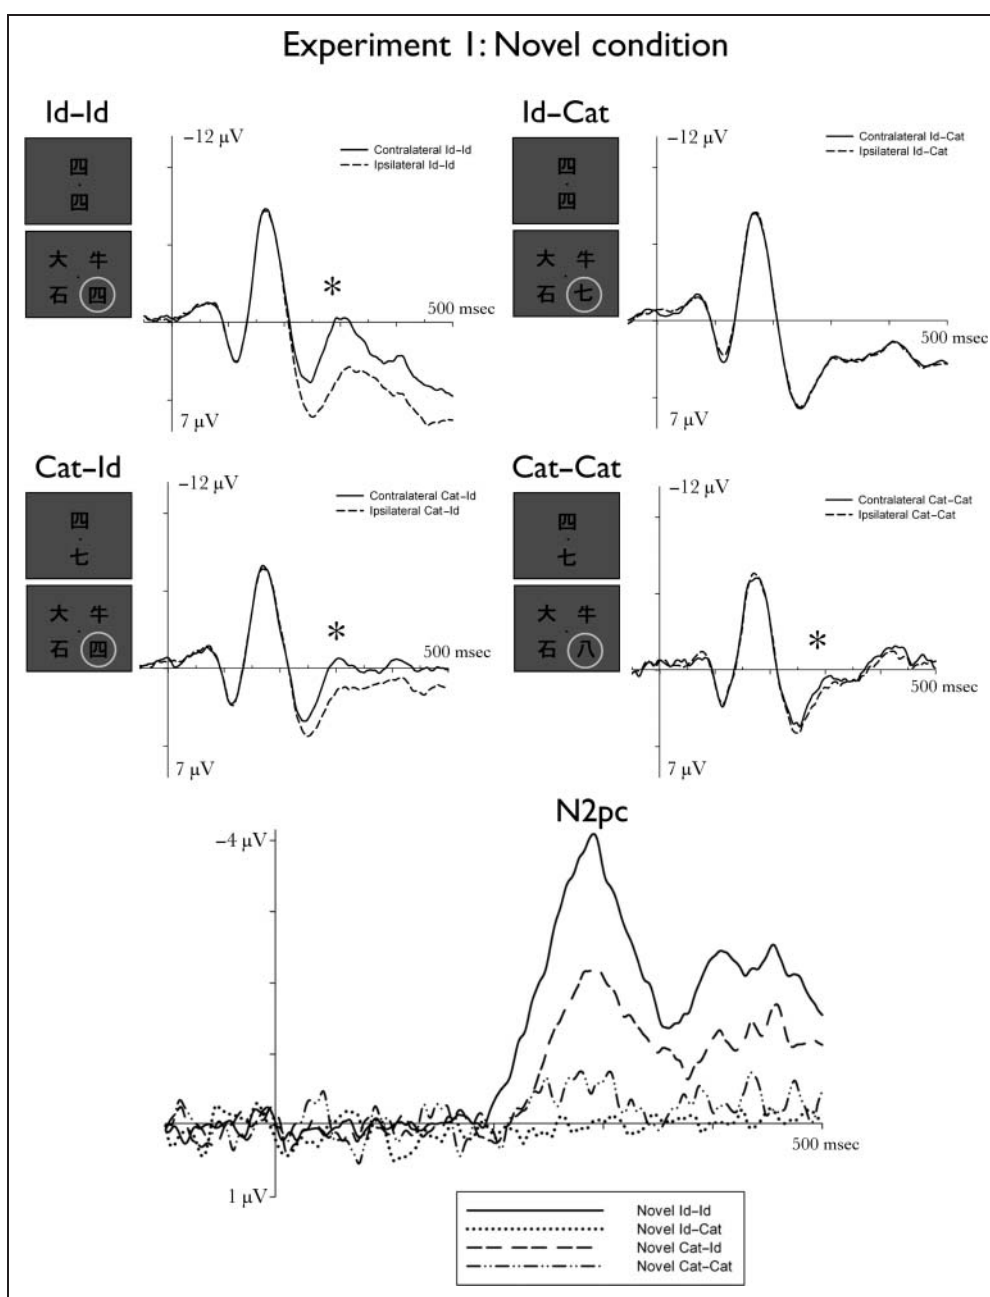 Experiment 1: Novel condition
Id–Id
四
四
大 牛
石 四
−12 µV
7 µV
Contralateral Id–Id
Ipsilateral Id–Id
*
500 msec
Id–Cat
四
四
大 牛
石 七
−12 µV
7 µV
Contralateral Id–Cat
Ipsilateral Id–Cat
500 msec
Cat–Id
四
七
大 牛
石 四
−12 µV
7 µV
Contralateral Cat–Id
Ipsilateral Cat–Id
*
500 msec
Cat–Cat
四
七
大 牛
石 八
−12 µV
7 µV
Contralateral Cat–Cat
Ipsilateral Cat–Cat
*
500 msec
N2pc
−4 µV
1 µV
500 msec
Novel Id–Id
Novel Id–Cat
Novel Cat–Id
Novel Cat–Cat